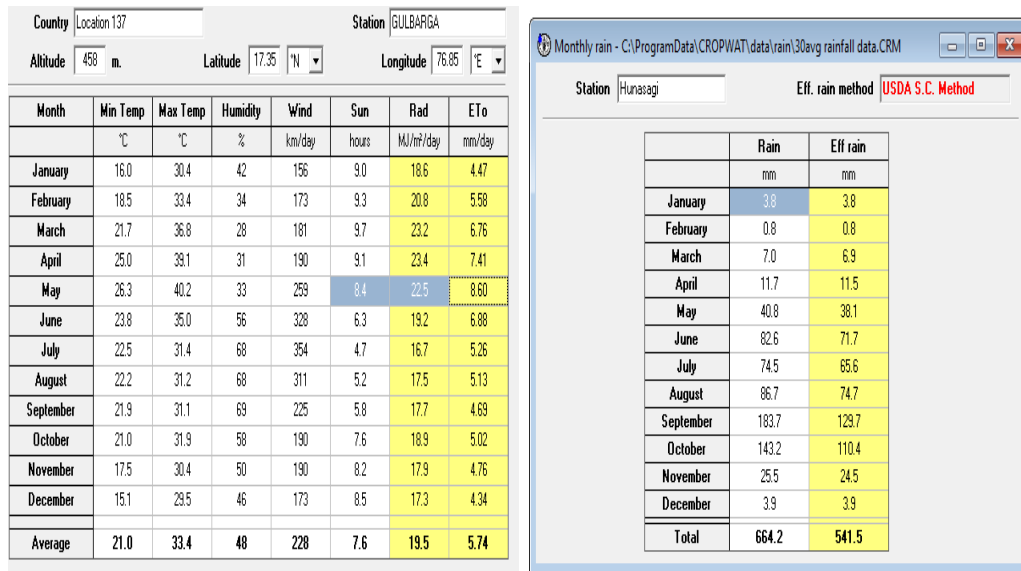 Country Location 137 Station GULBARGA
Altitude 458 m. Latitude 17.35 °N Longitude 76.85 °E
Month Min Temp Max Temp Humidity Wind Sun Rad ETo
°C °C % km/day hours MJ/m²/day mm/day
January 16.0 30.4 42 156 9.0 18.6 4.47
February 18.5 33.4 34 173 9.3 20.8 5.58
March 21.7 36.8 28 181 9.7 23.2 6.76
April 25.0 39.1 31 190 9.1 23.4 7.41
May 26.3 40.2 33 259 8.4 22.5 8.60
June 23.8 35.0 56 328 6.3 19.2 6.88
July 22.5 31.4 68 354 4.7 16.7 5.26
August 22.2 31.2 68 311 5.2 17.5 5.13
September 21.9 31.1 69 225 5.8 17.7 4.69
October 21.0 31.9 58 190 7.6 18.9 5.02
November 17.5 30.4 50 190 8.2 17.9 4.76
December 15.1 29.5 46 173 8.5 17.3 4.34
Average 21.0 33.4 48 228 7.6 19.5 5.74
Monthly rain - C:\ProgramData\CROPWAT\data\rain\30avg rainfall data.CRM
Station Hunasagi Eff. rain method USDA S.C. Method
Rain Eff rain
mm mm
January 3.8 3.8
February 0.8 0.8
March 7.0 6.9
April 11.7 11.5
May 40.8 38.1
June 82.6 71.7
July 74.5 65.6
August 86.7 74.7
September 183.7 129.7
October 143.2 110.4
November 25.5 24.5
December 3.9 3.9
Total 664.2 541.5